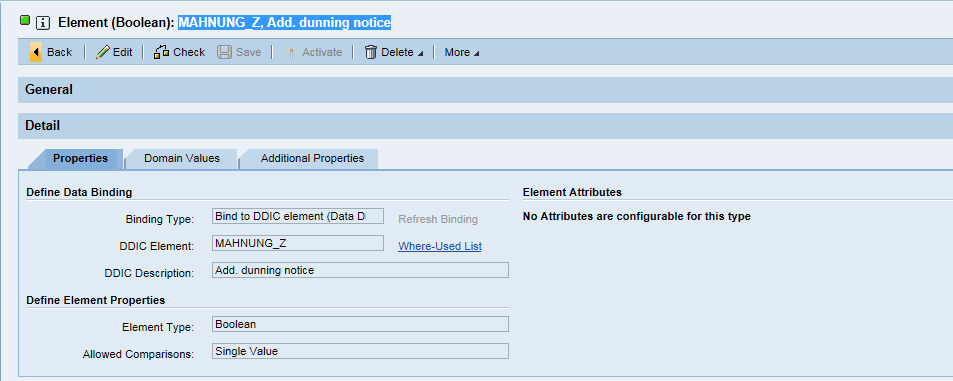 Element (Boolean): MAHNUNG_Z, Add. dunning notice
Back Edit Check Save Activate Delete More
General
Detail
Properties Domain Values Additional Properties
Define Data Binding
Binding Type: Bind to DDIC element (Data D Refresh Binding
DDIC Element: MAHNUNG_Z Where-Used List
DDIC Description: Add. dunning notice
Define Element Properties
Element Type: Boolean
Allowed Comparisons: Single Value
Element Attributes
No Attributes are configurable for this type